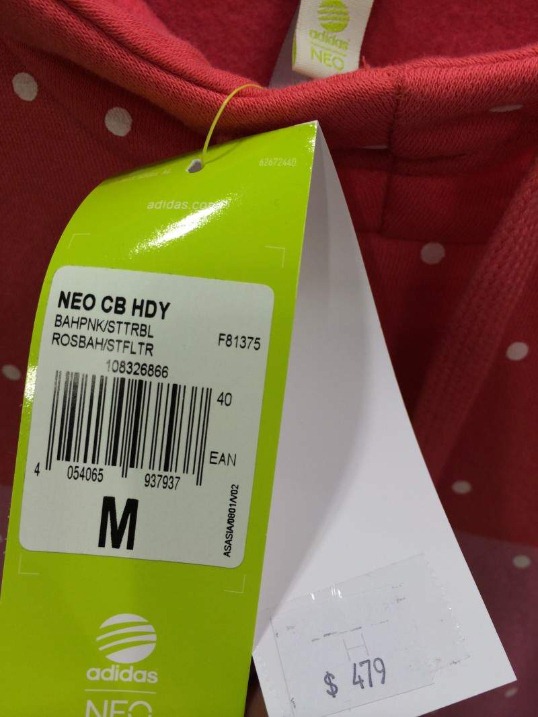 adidas
NEO
62672440
adidas.com
NEO CB HDY
BAHPNK/STTRBL
ROSBAH/STFLTR
F81375
108326866
40
EAN
4 054065 937937
M
ASASIA/0801/V02
adidas
NEO
$ 479